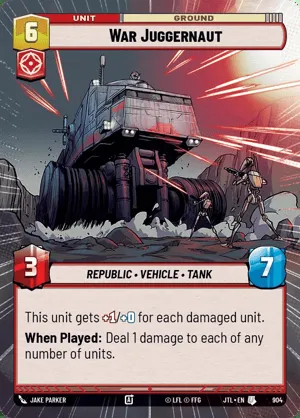 UNIT GROUND
6 War Juggernaut
REPUBLIC • VEHICLE • TANK
3 7
This unit gets +1/+0 for each damaged unit.
When Played: Deal 1 damage to each of any
number of units.
JAKE PARKER © LFL © FFG JTL • EN U 904